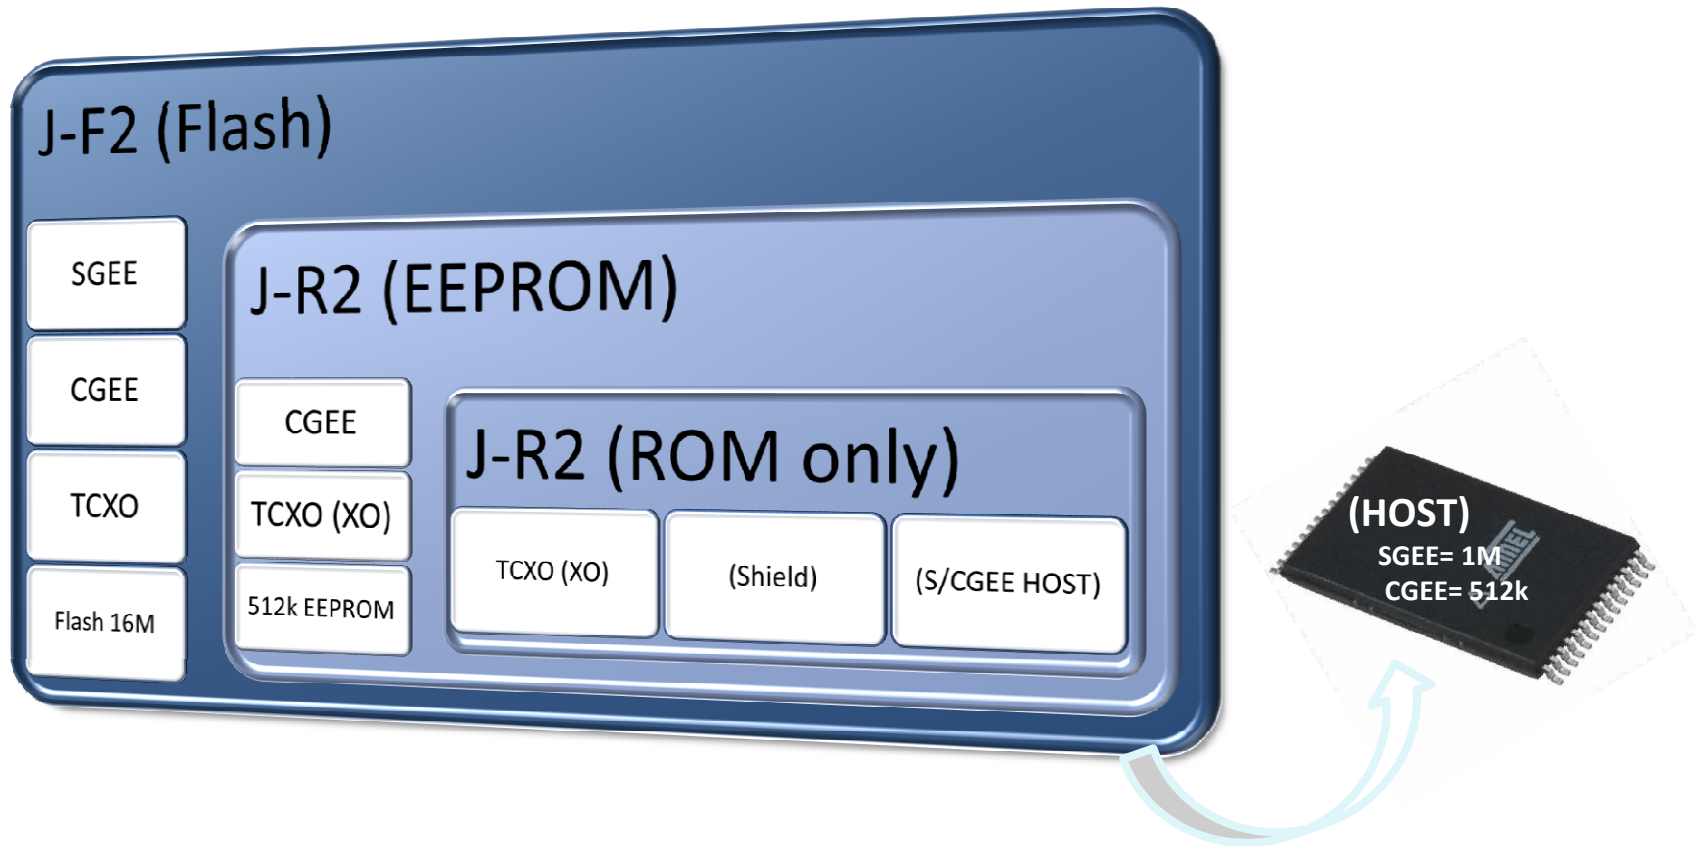 J-F2 (Flash)
SGEE
CGEE
TCXO
Flash 16M
J-R2 (EEPROM)
CGEE
TCXO (XO)
512k EEPROM
J-R2 (ROM only)
TCXO (XO)
(Shield)
(S/CGEE HOST)
(HOST)
SGEE= 1M
CGEE= 512k
ATMEL